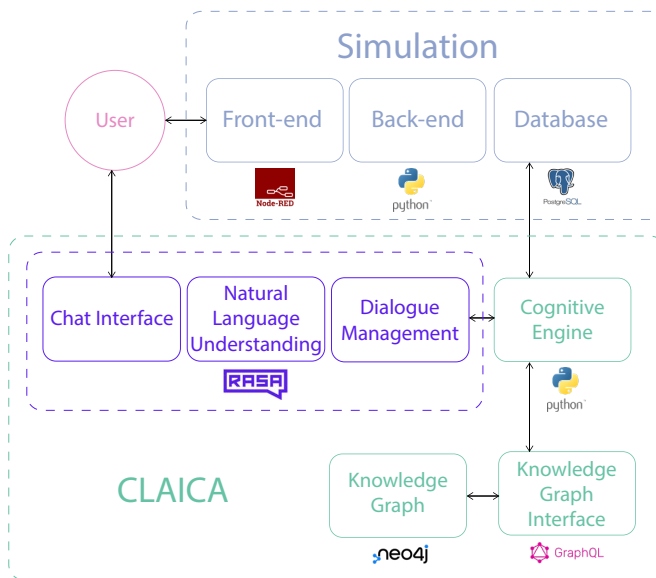 Simulation
User
Front-end
Back-end
Database
Node-RED
python
PostgreSQL
Chat Interface
Natural
Language
Understanding
Dialogue
Management
Cognitive
Engine
RASA
python
CLAICA
Knowledge
Graph
Knowledge
Graph
Interface
neo4j
GraphQL